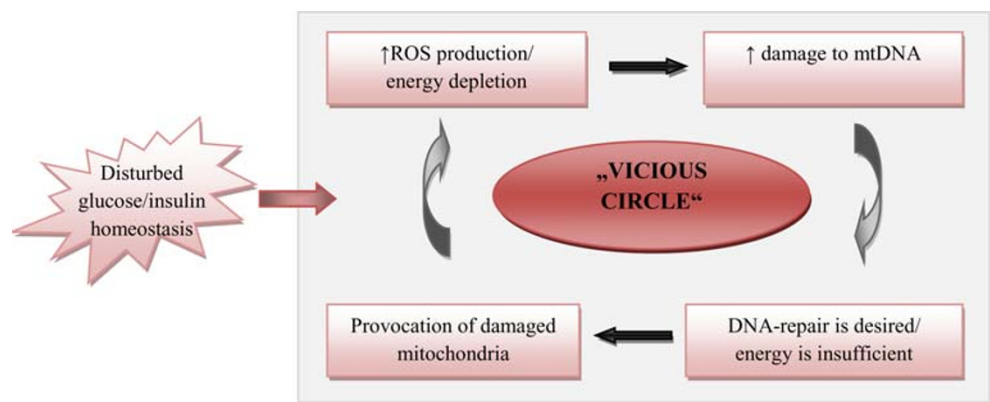 Disturbed
glucose/insulin
homeostasis
↑ROS production/
energy depletion
↑ damage to mtDNA
„VICIOUS
CIRCLE“
DNA-repair is desired/
energy is insufficient
Provocation of damaged
mitochondria